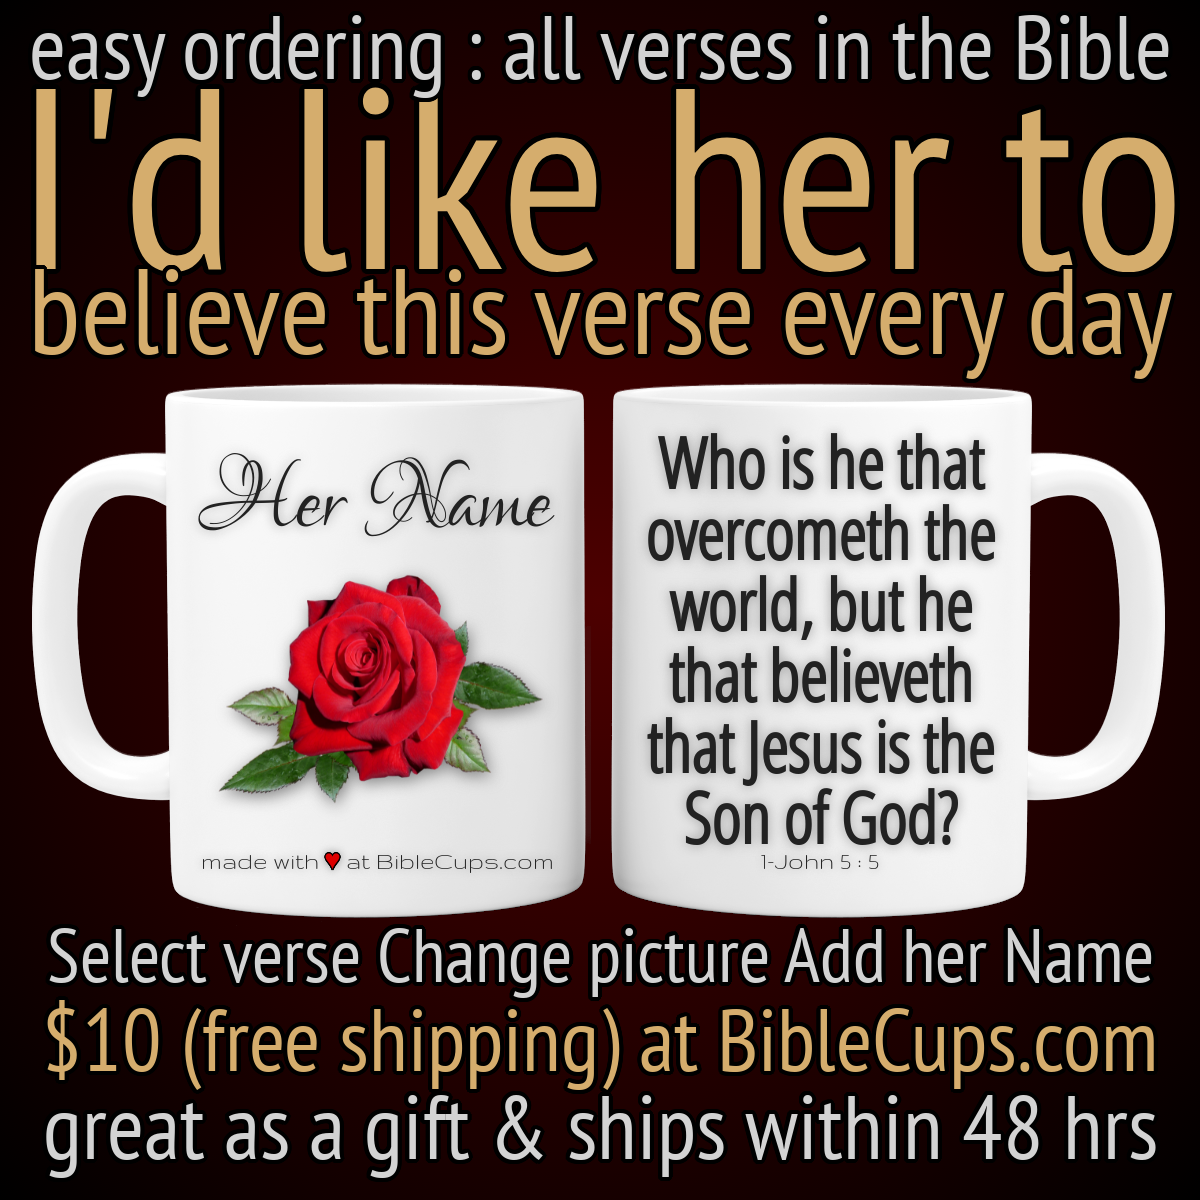 easy ordering : all verses in the Bible
I'd like her to
believe this verse every day
Her Name
made with ♥ at BibleCups.com
Who is he that
overcometh the
world, but he
that believeth
that Jesus is the
Son of God?
1-John 5 : 5
Select verse Change picture Add her Name
$10 (free shipping) at BibleCups.com
great as a gift & ships within 48 hrs